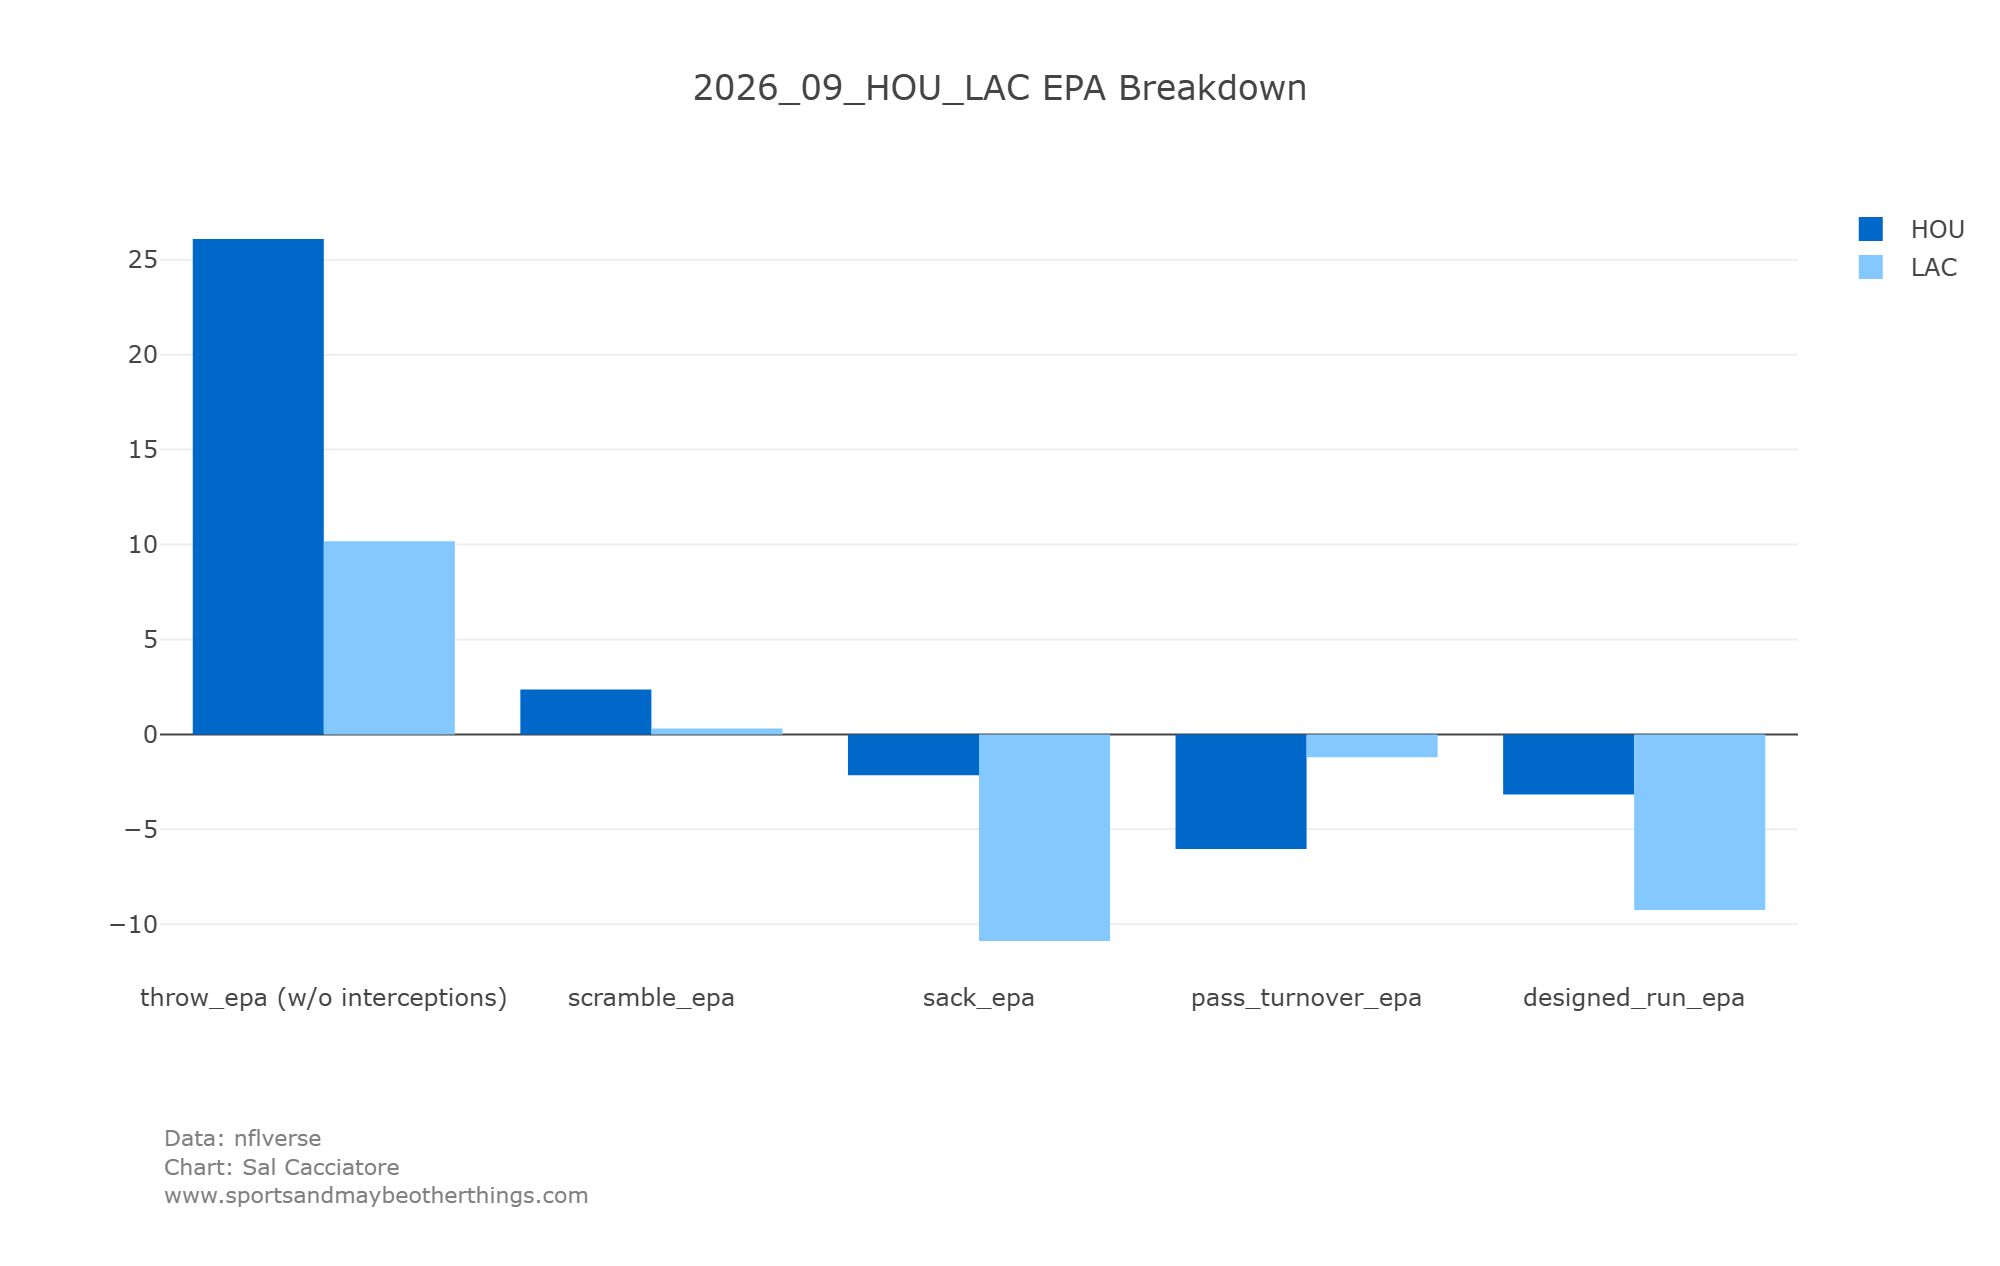 2026_09_HOU_LAC EPA Breakdown
HOU
LAC
25
20
15
10
5
0
−5
−10
throw_epa (w/o interceptions)
scramble_epa
sack_epa
pass_turnover_epa
designed_run_epa
Data: nflverse
Chart: Sal Cacciatore
www.sportsandmaybeotherthings.com